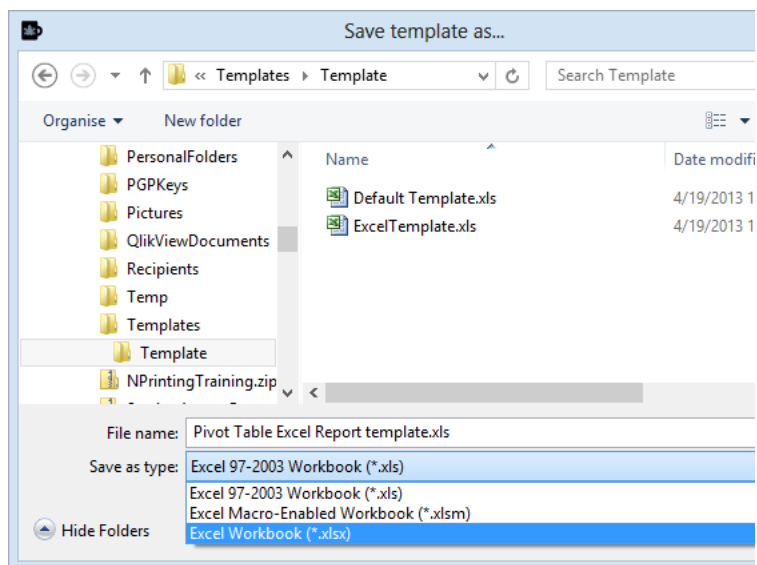 Save template as...
« Templates Template
Search Template
Organise
New folder
PersonalFolders
PGPKeys
Pictures
QlikViewDocuments
Recipients
Temp
Templates
Template
NPrintingTraining.zip
Name
Date modifi
Default Template.xls
4/19/2013 1
ExcelTemplate.xls
4/19/2013 1
File name: Pivot Table Excel Report template.xls
Save as type: Excel 97-2003 Workbook (*.xls)
Excel 97-2003 Workbook (*.xls)
Excel Macro-Enabled Workbook (*.xlsm)
Excel Workbook (*.xlsx)
Hide Folders